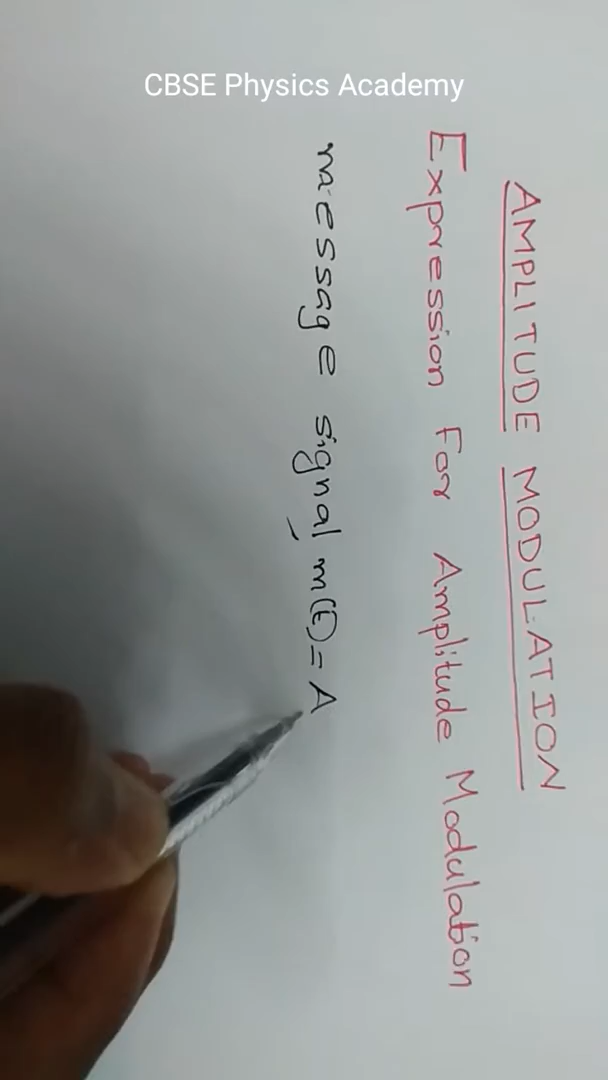 CBSE Physics Academy
AMPLITUDE MODULATION
Expression For Amplitude Modulation
message signal m(t) = A